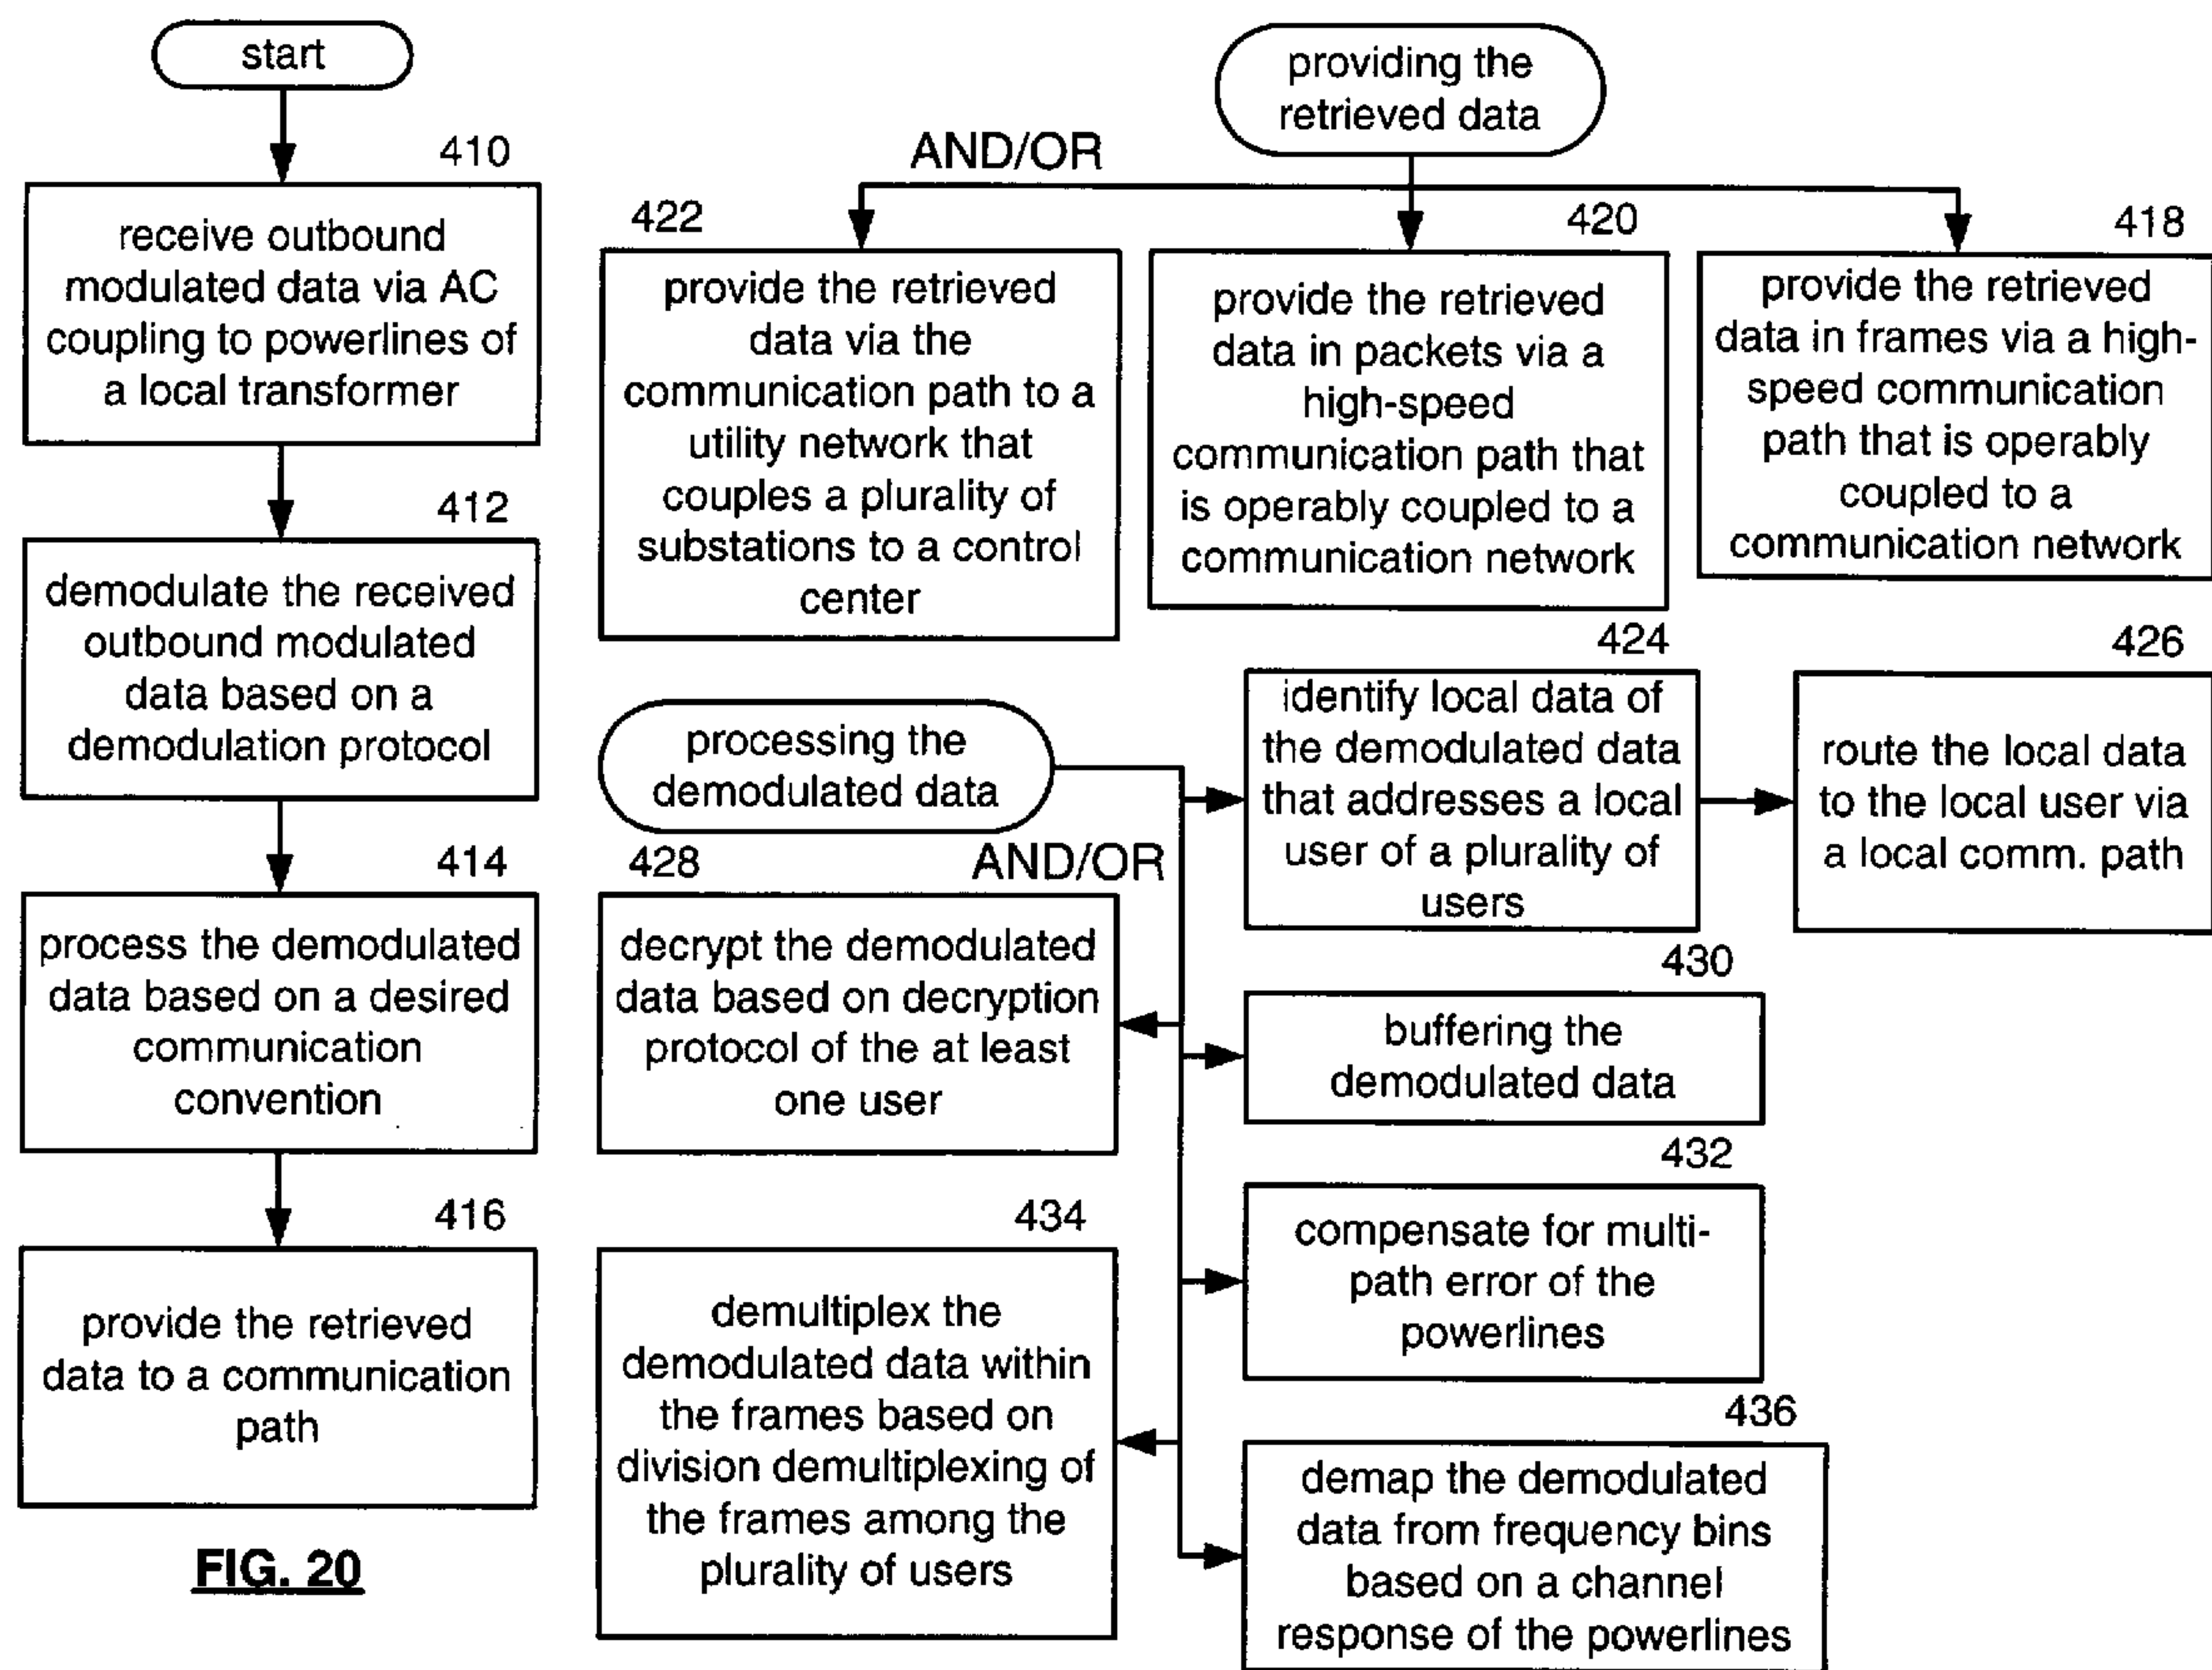 start
410
receive outbound
modulated data via AC
coupling to powerlines of
a local transformer
412
demodulate the received
outbound modulated
data based on a
demodulation protocol
414
process the demodulated
data based on a desired
communication
convention
416
provide the retrieved
data to a communication
path
FIG. 20
providing the
retrieved data
AND/OR
422
provide the retrieved
data via the
communication path to a
utility network that
couples a plurality of
substations to a control
center
420
provide the retrieved
data in packets via a
high-speed
communication path that
is operably coupled to a
communication network
418
provide the retrieved
data in frames via a high-
speed communication
path that is operably
coupled to a
communication network
processing the
demodulated data
AND/OR
424
identify local data of
the demodulated data
that addresses a local
user of a plurality of
users
426
route the local data
to the local user via
a local comm. path
428
decrypt the demodulated
data based on decryption
protocol of the at least
one user
430
buffering the
demodulated data
432
compensate for multi-
path error of the
powerlines
434
demultiplex the
demodulated data within
the frames based on
division demultiplexing of
the frames among the
plurality of users
436
demap the demodulated
data from frequency bins
based on a channel
response of the powerlines